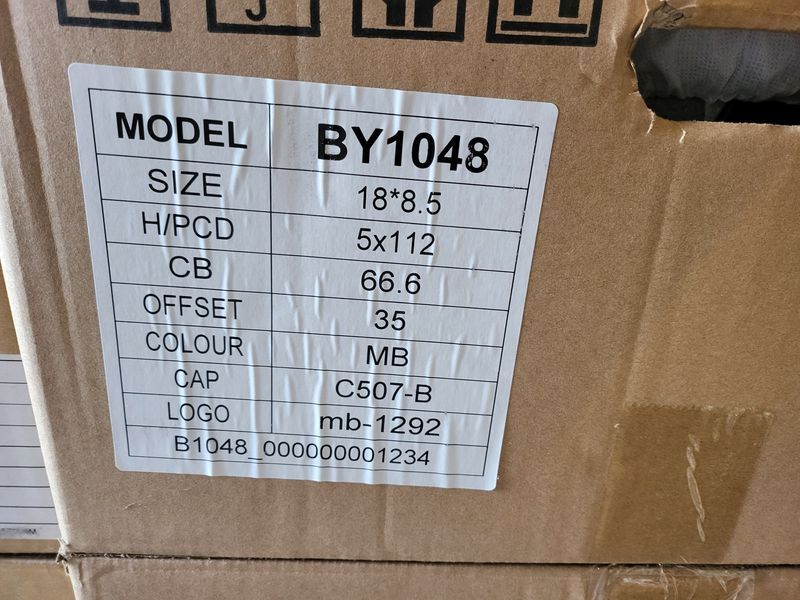 MODEL BY1048
SIZE 18*8.5
H/PCD 5x112
CB 66.6
OFFSET 35
COLOUR MB
CAP C507-B
LOGO mb-1292
B1048_000000001234